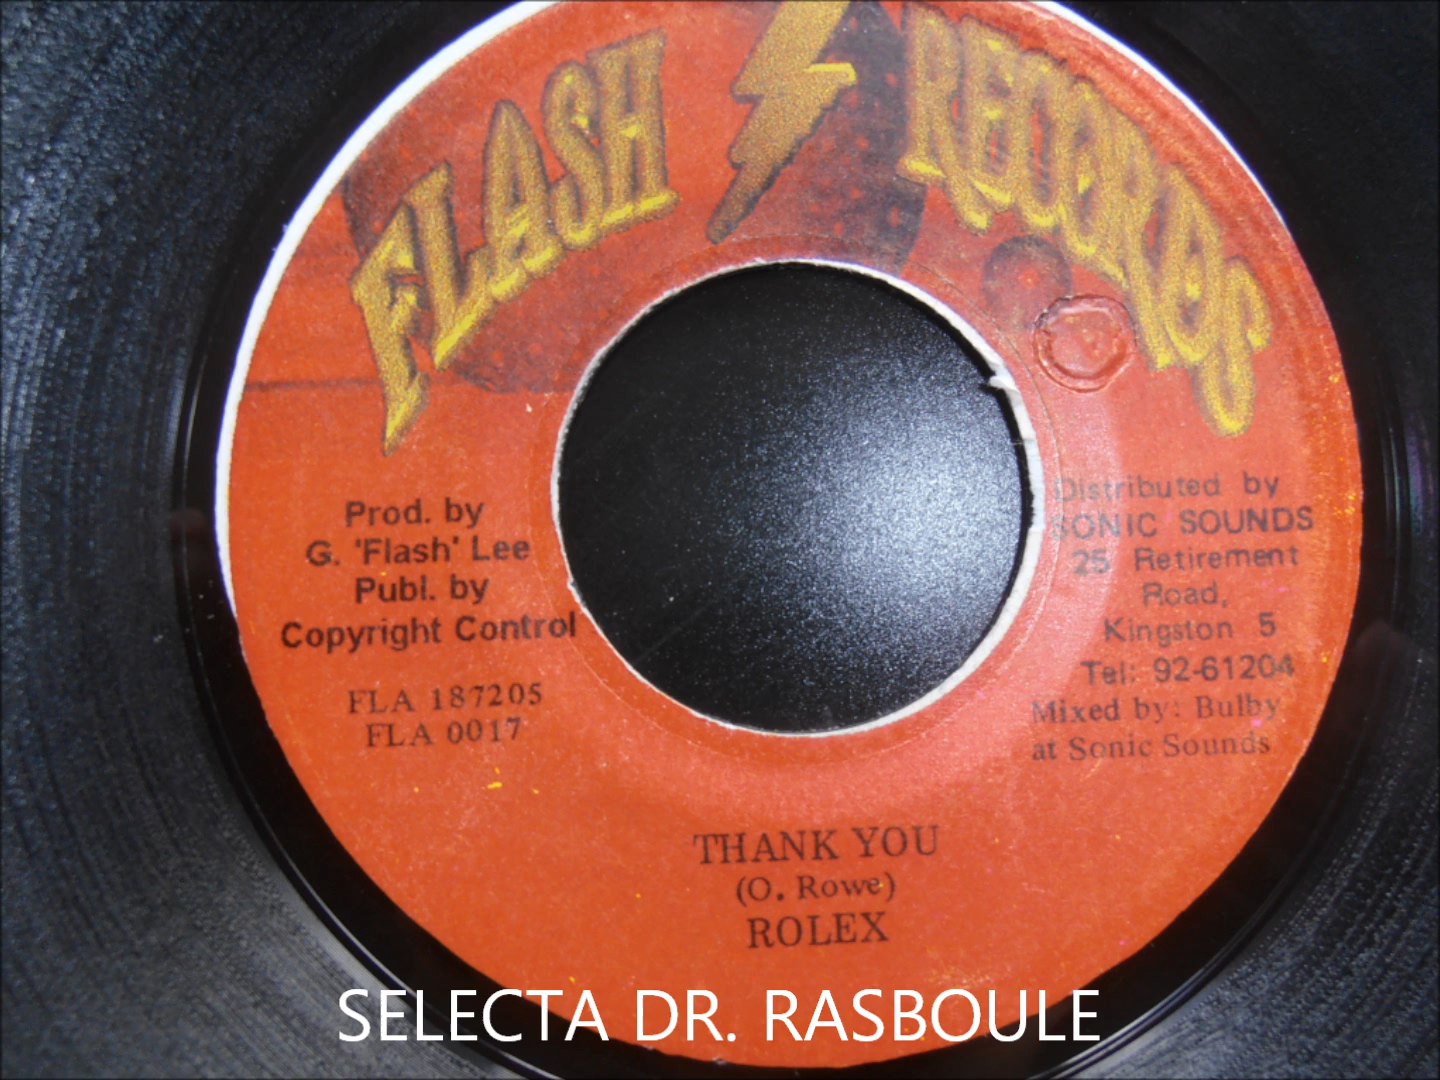 FLASH RECORDS
Prod. by
G. 'Flash' Lee
Publ. by
Copyright Control
FLA 187205
FLA 0017
Distributed by
SONIC SOUNDS
25 Retirement
Road,
Kingston 5
Tel: 92-61204
Mixed by: Bulby
at Sonic Sounds
THANK YOU
(O. Rowe)
ROLEX
SELECTA DR. RASBOULE